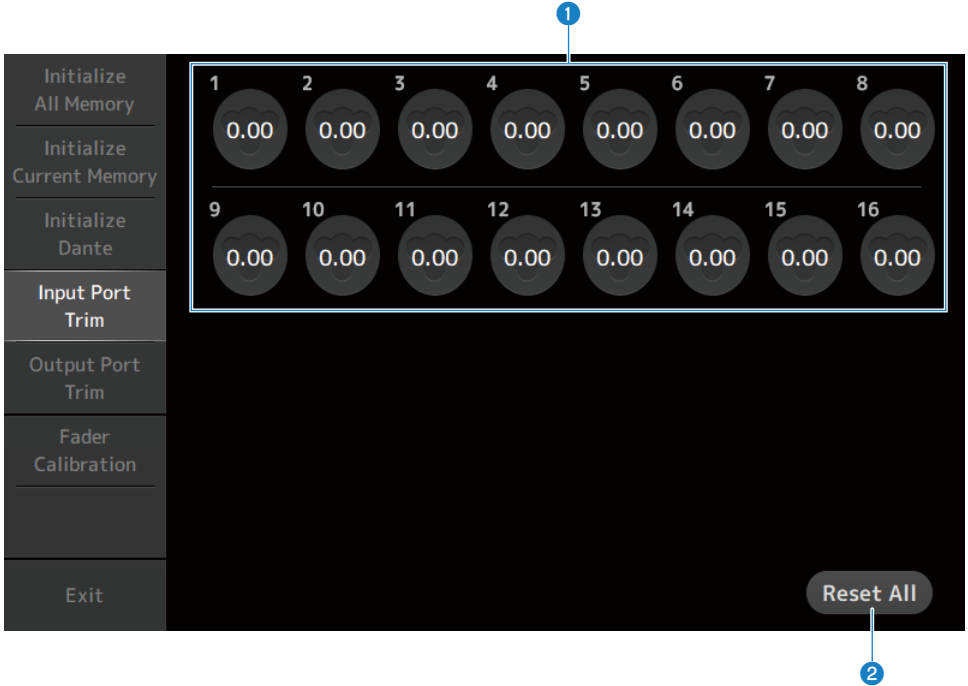 1
Initialize
All Memory
Initialize
Current Memory
Initialize
Dante
Input Port
Trim
Output Port
Trim
Fader
Calibration
Exit
1 2 3 4 5 6 7 8
0.00 0.00 0.00 0.00 0.00 0.00 0.00 0.00
9 10 11 12 13 14 15 16
0.00 0.00 0.00 0.00 0.00 0.00 0.00 0.00
Reset All
2